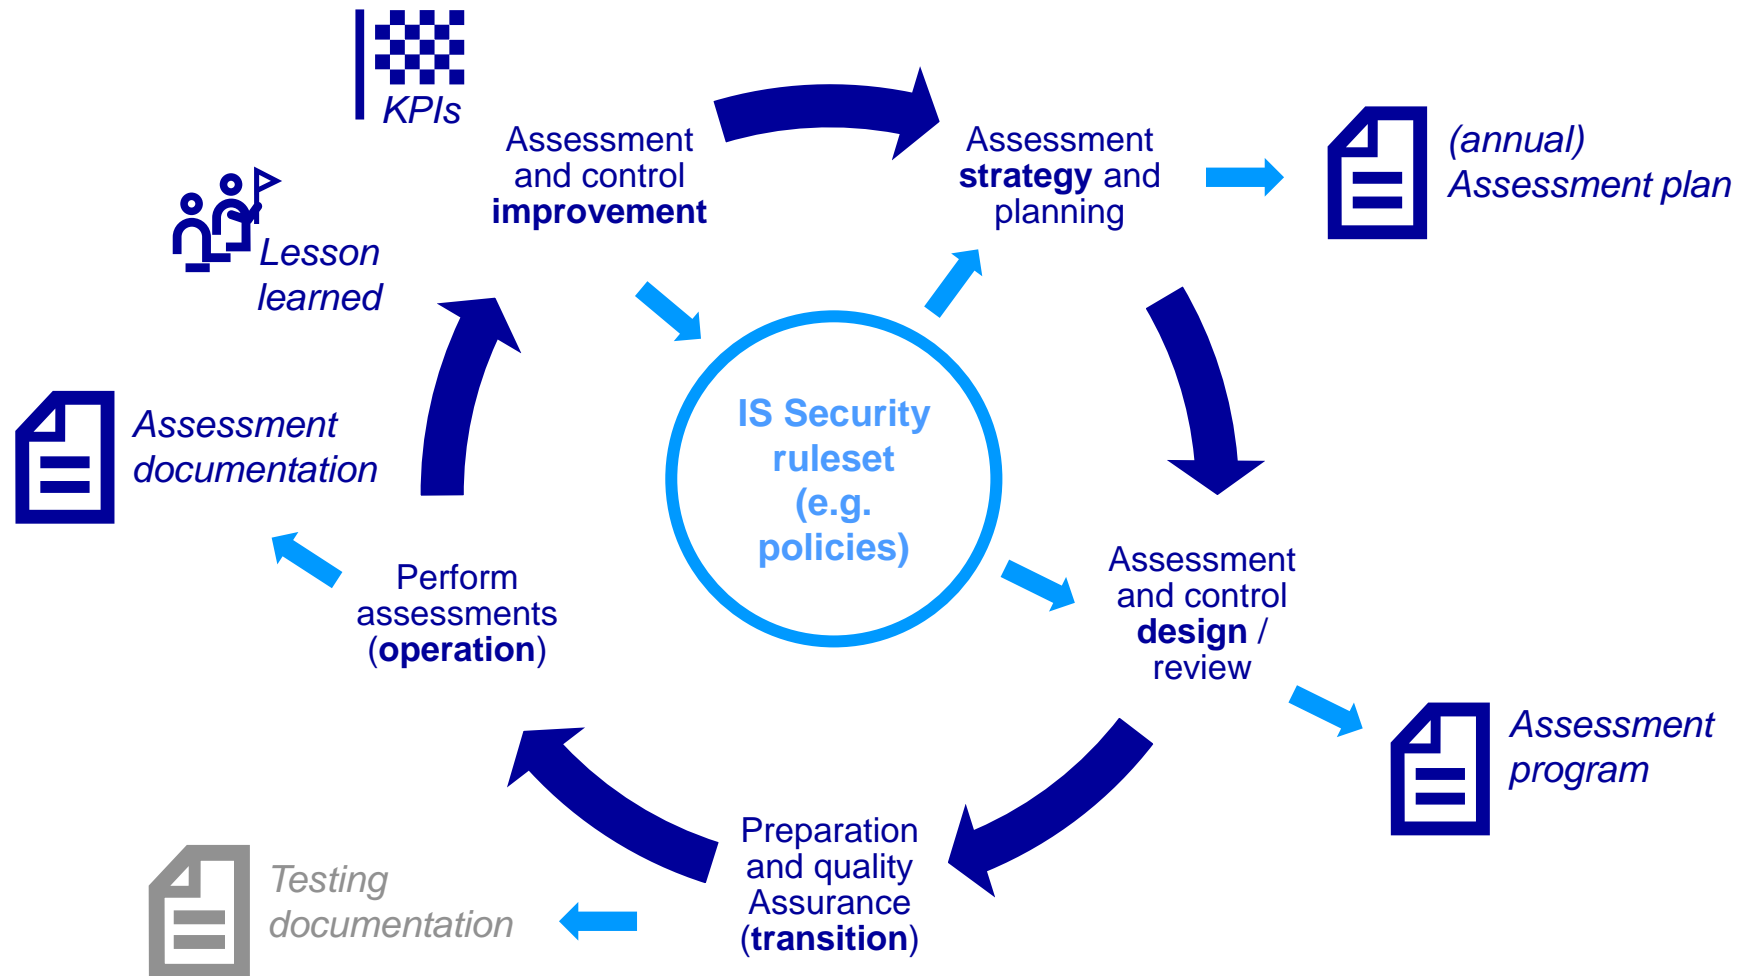 KPIs
Assessment
and control
improvement
Assessment
strategy and
planning
(annual)
Assessment plan
Lesson
learned
IS Security
ruleset
(e.g.
policies)
Assessment
documentation
Perform
assessments
(operation)
Assessment
and control
design /
review
Assessment
program
Preparation
and quality
Assurance
(transition)
Testing
documentation